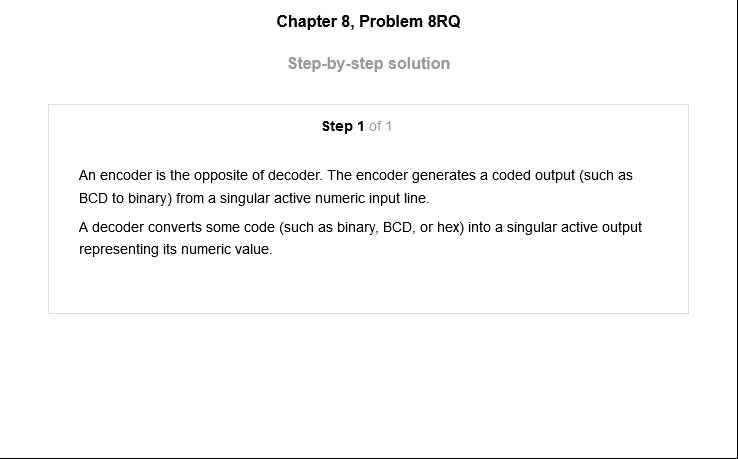 Chapter 8, Problem 8RQ
Step-by-step solution
Step 1 of 1
An encoder is the opposite of decoder. The encoder generates a coded output (such as
BCD to binary) from a singular active numeric input line.
A decoder converts some code (such as binary, BCD, or hex) into a singular active output
representing its numeric value.